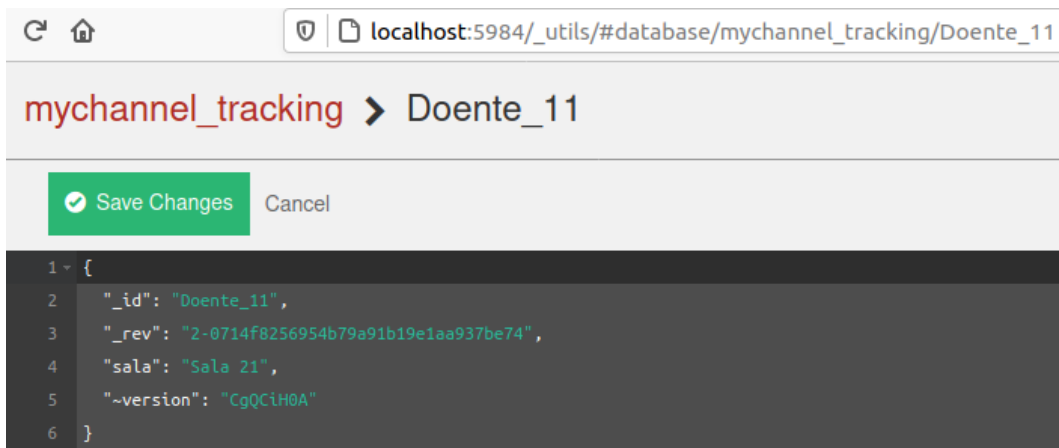 localhost:5984/_utils/#database/mychannel_tracking/Doente_11
mychannel_tracking > Doente_11
Save Changes Cancel
1 {
2 "_id": "Doente_11",
3 "_rev": "2-0714f8256954b79a91b19e1aa937be74",
4 "sala": "Sala 21",
5 "~version": "CgQCiH0A"
6 }